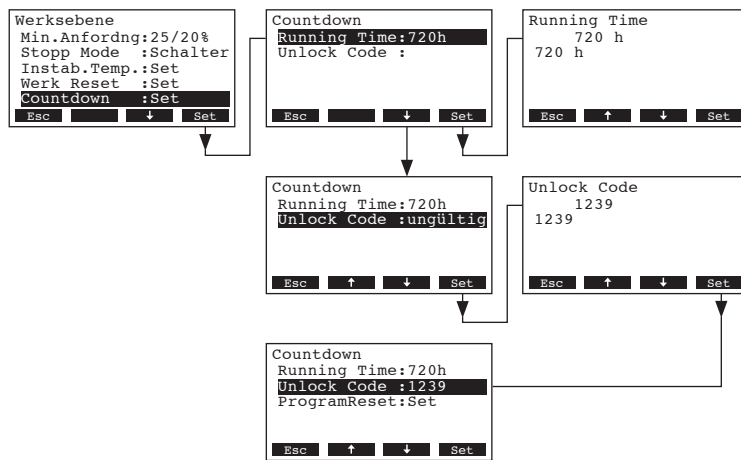 Werksebene
Min.Anfordng:25/20%
Stopp Mode :Schalter
Instab.Temp.:Set
Werk Reset :Set
Countdown :Set
Esc ↓ Set
Countdown
Running Time:720h
Unlock Code :
Esc ↓ Set
Running Time
720 h
720 h
Esc ↑ ↓ Set
Countdown
Running Time:720h
Unlock Code :ungültig
Esc ↑ ↓ Set
Unlock Code
1239
1239
Esc ↑ ↓ Set
Countdown
Running Time:720h
Unlock Code :1239
ProgramReset:Set
Esc ↑ ↓ Set